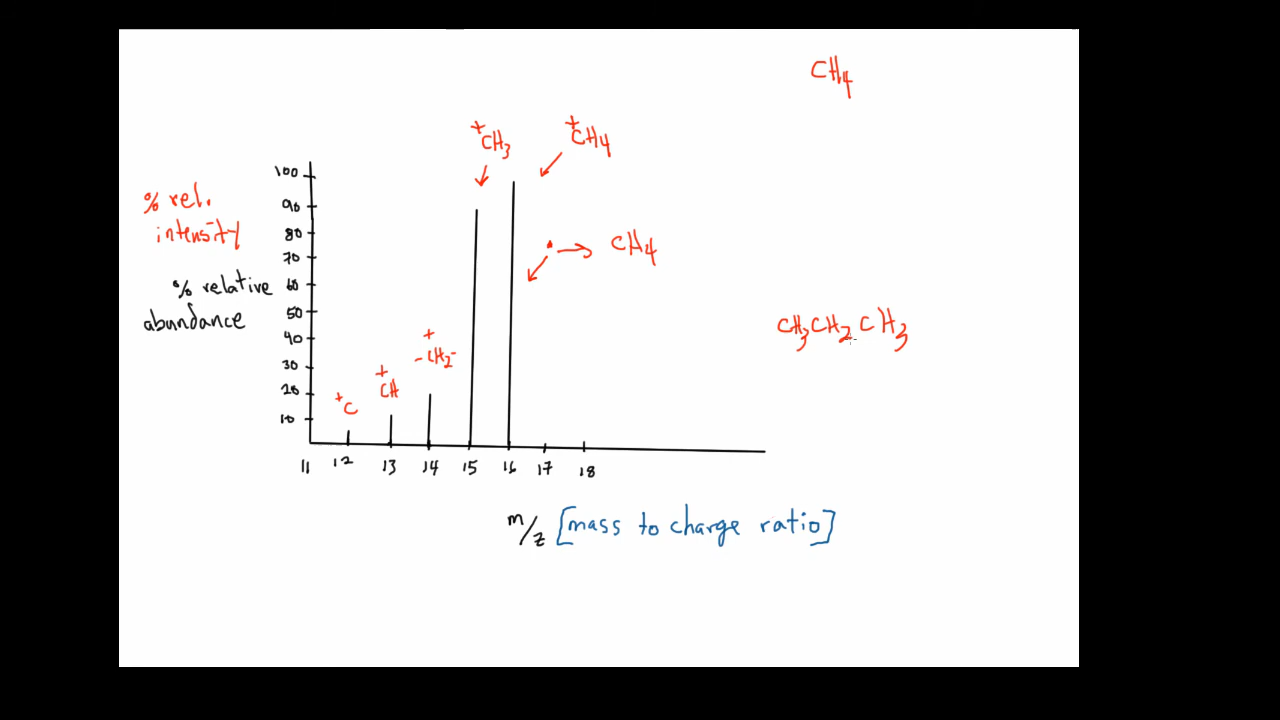 CH4
+CH3
+CH4
% rel.
intensity
% relative
abundance
100
90
80
70
60
50
40
30
20
10
CH4
CH3CH2CH3
+
-CH2-
+
CH
+C
11 12 13 14 15 16 17 18
m/z [mass to charge ratio]